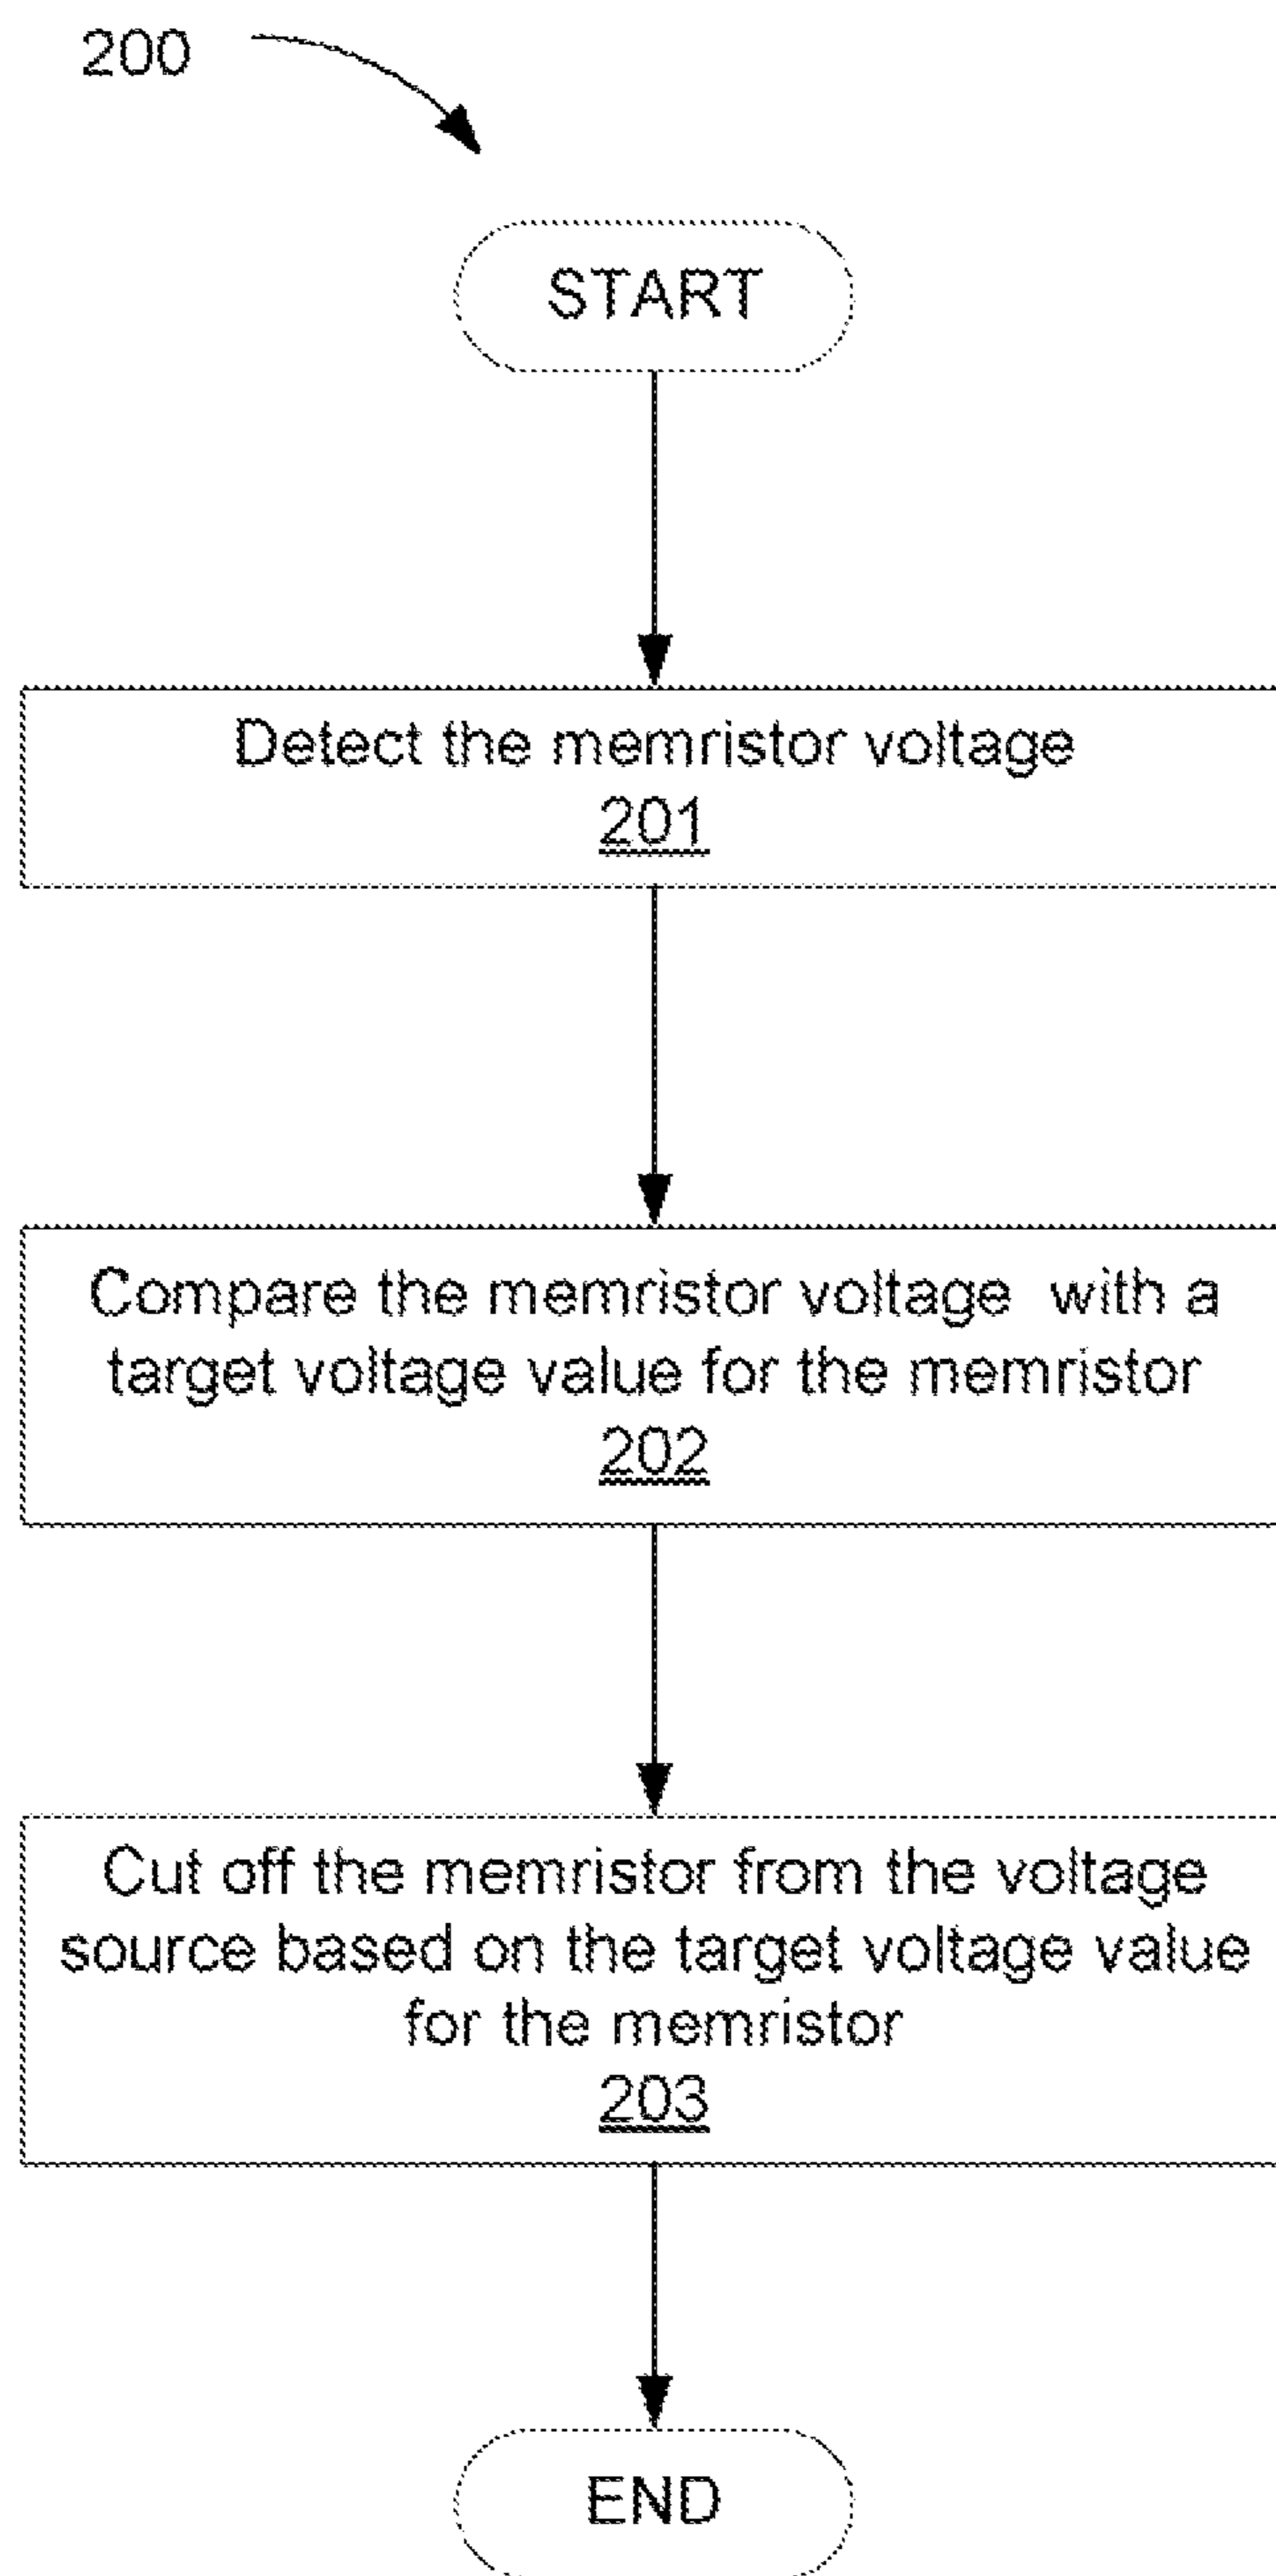 200
START
Detect the memristor voltage
201
Compare the memristor voltage with a
target voltage value for the memristor
202
Cut off the memristor from the voltage
source based on the target voltage value
for the memristor
203
END